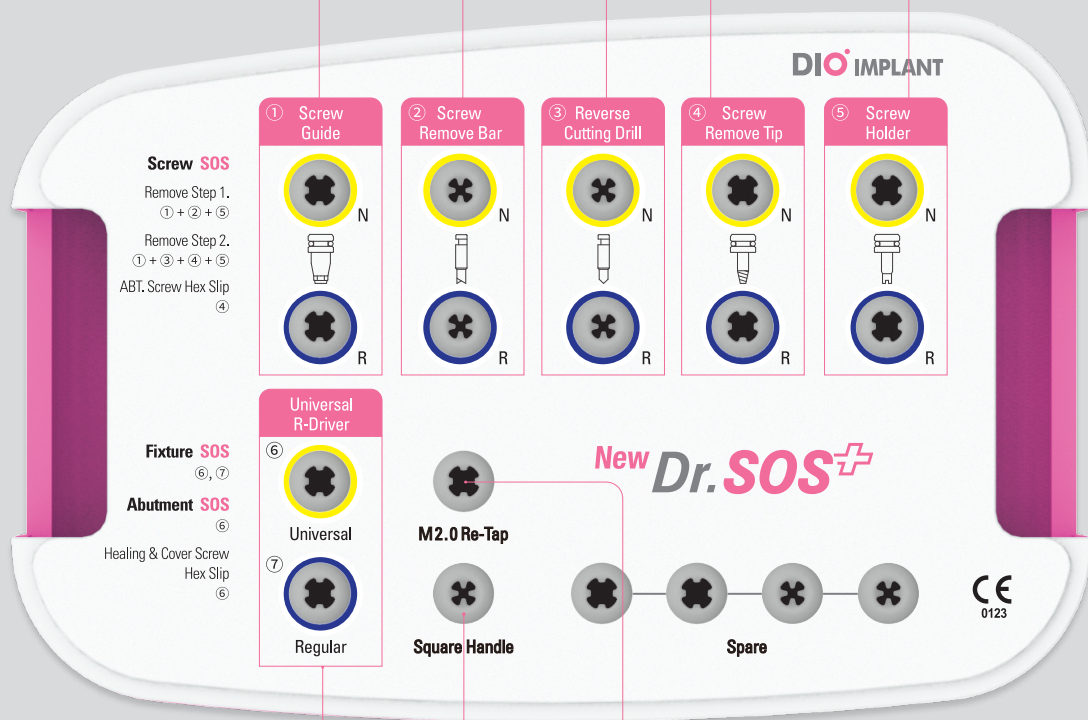 DIO IMPLANT
① Screw
Guide
② Screw
Remove Bar
③ Reverse
Cutting Drill
④ Screw
Remove Tip
⑤ Screw
Holder
Screw SOS
Remove Step 1.
① + ② + ⑤
Remove Step 2.
① + ③ + ④ + ⑤
ABT. Screw Hex Slip
④
N
N
N
N
N
R
R
R
R
R
Universal
R-Driver
Fixture SOS
⑥, ⑦
Abutment SOS
⑥
Healing & Cover Screw
Hex Slip
⑥
⑥
Universal
⑦
Regular
M2.0 Re-Tap
Square Handle
New Dr.SOS+
Spare
CE
0123